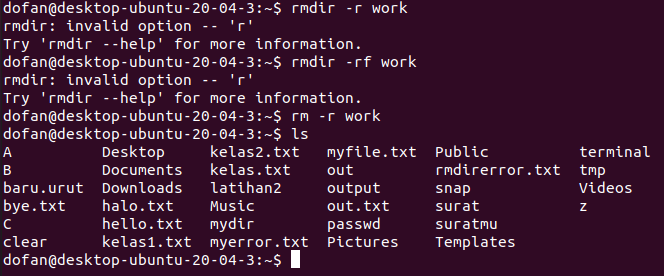 dofan@desktop-ubuntu-20-04-3:~$ rmdir -r work
rmdir: invalid option -- 'r'
Try 'rmdir --help' for more information.
dofan@desktop-ubuntu-20-04-3:~$ rmdir -rf work
rmdir: invalid option -- 'r'
Try 'rmdir --help' for more information.
dofan@desktop-ubuntu-20-04-3:~$ rm -r work
dofan@desktop-ubuntu-20-04-3:~$ ls
A          Desktop    kelas2.txt   myfile.txt  Public          terminal
B          Documents  kelas.txt    out         rmdirerror.txt  tmp
baru.urut  Downloads  latihan2     output      snap            Videos
bye.txt    halo.txt   Music        out.txt     surat           z
C          hello.txt  mydir        passwd      suratmu
clear      kelas1.txt myerror.txt  Pictures    Templates
dofan@desktop-ubuntu-20-04-3:~$